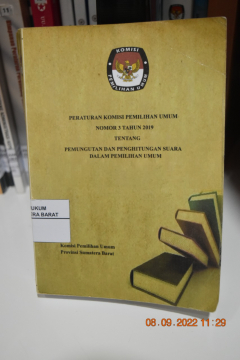 KOMISI
PEMILIHAN UMUM
PERATURAN KOMISI PEMILIHAN UMUM
NOMOR 3 TAHUN 2019
TENTANG
PEMUNGUTAN DAN PENGHITUNGAN SUARA
DALAM PEMILIHAN UMUM
UKUM
RA BARAT
Komisi Pemilihan Umum
Provinsi Sumatera Barat
08.09.2022 11:29